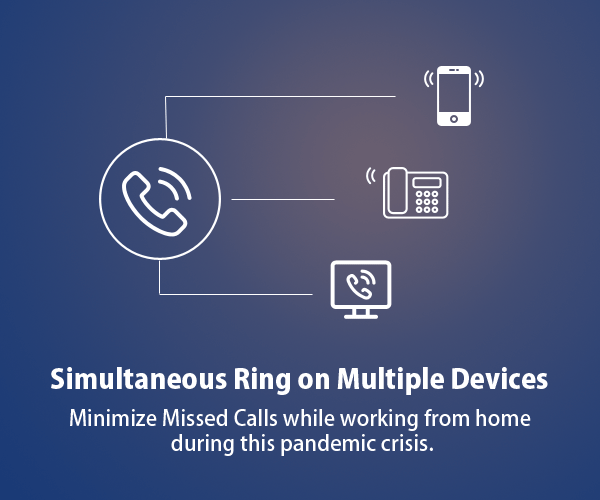 Simultaneous Ring on Multiple Devices
Minimize Missed Calls while working from home
during this pandemic crisis.